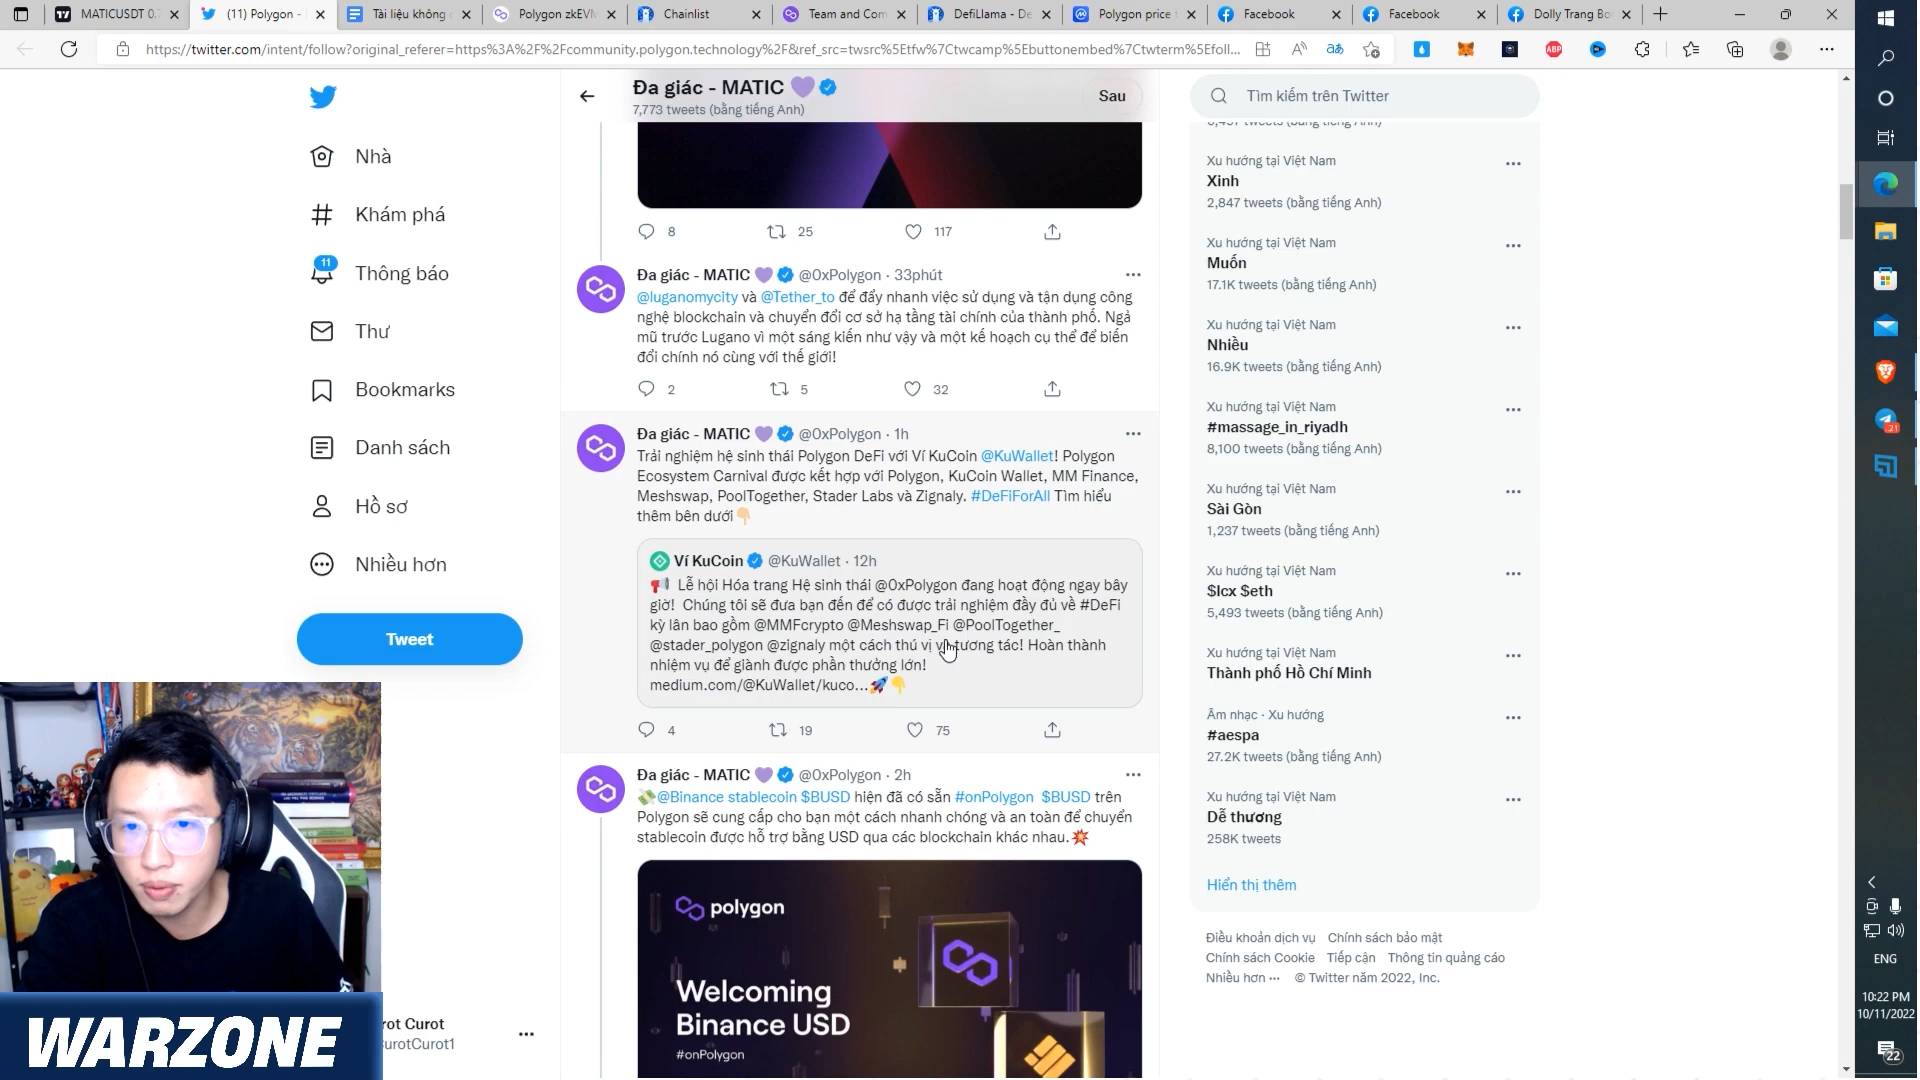 MATICUSDT 0.
(11) Polygon -
Tài liệu không
Polygon zkEVM
Chainlist
Team and Com
DefiLlama - De
Polygon price
Facebook
Facebook
Dolly Trang Bo
https://twitter.com/intent/follow?original_referer=https%3A%2F%2Fcommunity.polygon.technology%2F&ref_src=twsrc%5Etfw%7Ctwcamp%5Ebuttonembed%7Ctwterm%5Efoll...
Nhà
Khám phá
11
Thông báo
Thư
Bookmarks
Danh sách
Hồ sơ
Nhiều hơn
Tweet
rot Curot
urotCurot1
WARZONE
Đa giác - MATIC 💜
7,773 tweets (bằng tiếng Anh)
Sau
8 25 117
Đa giác - MATIC 💜 @0xPolygon · 33phút
@luganomycity và @Tether_to để đẩy nhanh việc sử dụng và tận dụng công
nghệ blockchain và chuyển đổi cơ sở hạ tầng tài chính của thành phố. Ngả
mũ trước Lugano vì một sáng kiến như vậy và một kế hoạch cụ thể để biến
đổi chính nó cùng với thế giới!
2 5 32
Đa giác - MATIC 💜 @0xPolygon · 1h
Trải nghiệm hệ sinh thái Polygon DeFi với Ví KuCoin @KuWallet! Polygon
Ecosystem Carnival được kết hợp với Polygon, KuCoin Wallet, MM Finance,
Meshswap, PoolTogether, Stader Labs và Zignaly. #DeFiForAll Tìm hiểu
thêm bên dưới👇🏼
Ví KuCoin @KuWallet · 12h
📢 Lễ hội Hóa trang Hệ sinh thái @0xPolygon đang hoạt động ngay bây
giờ! Chúng tôi sẽ đưa bạn đến để có được trải nghiệm đầy đủ về #DeFi
kỳ lân bao gồm @MMFcrypto @Meshswap_Fi @PoolTogether_
@stader_polygon @zignaly một cách thú vị và tương tác! Hoàn thành
nhiệm vụ để giành được phần thưởng lớn!
medium.com/@KuWallet/kuco...🚀👇
4 19 75
Đa giác - MATIC 💜 @0xPolygon · 2h
💸@Binance stablecoin $BUSD hiện đã có sẵn #onPolygon $BUSD trên
Polygon sẽ cung cấp cho bạn một cách nhanh chóng và an toàn để chuyển
stablecoin được hỗ trợ bằng USD qua các blockchain khác nhau.💥
polygon
Welcoming
Binance USD
#onPolygon
Tìm kiếm trên Twitter
Xu hướng tại Việt Nam
Xinh
2,847 tweets (bằng tiếng Anh)
Xu hướng tại Việt Nam
Muốn
17.1K tweets (bằng tiếng Anh)
Xu hướng tại Việt Nam
Nhiều
16.9K tweets (bằng tiếng Anh)
Xu hướng tại Việt Nam
#massage_in_riyadh
8,100 tweets (bằng tiếng Anh)
Xu hướng tại Việt Nam
Sài Gòn
1,237 tweets (bằng tiếng Anh)
Xu hướng tại Việt Nam
$lcx $eth
5,493 tweets (bằng tiếng Anh)
Xu hướng tại Việt Nam
Thành phố Hồ Chí Minh
Âm nhạc · Xu hướng
#aespa
27.2K tweets (bằng tiếng Anh)
Xu hướng tại Việt Nam
Dễ thương
258K tweets
Hiển thị thêm
Điều khoản dịch vụ Chính sách bảo mật
Chính sách Cookie Tiếp cận Thông tin quảng cáo
Nhiều hơn ··· © Twitter năm 2022, Inc.
ABP
21
ENG
10:22 PM
10/11/2022
22